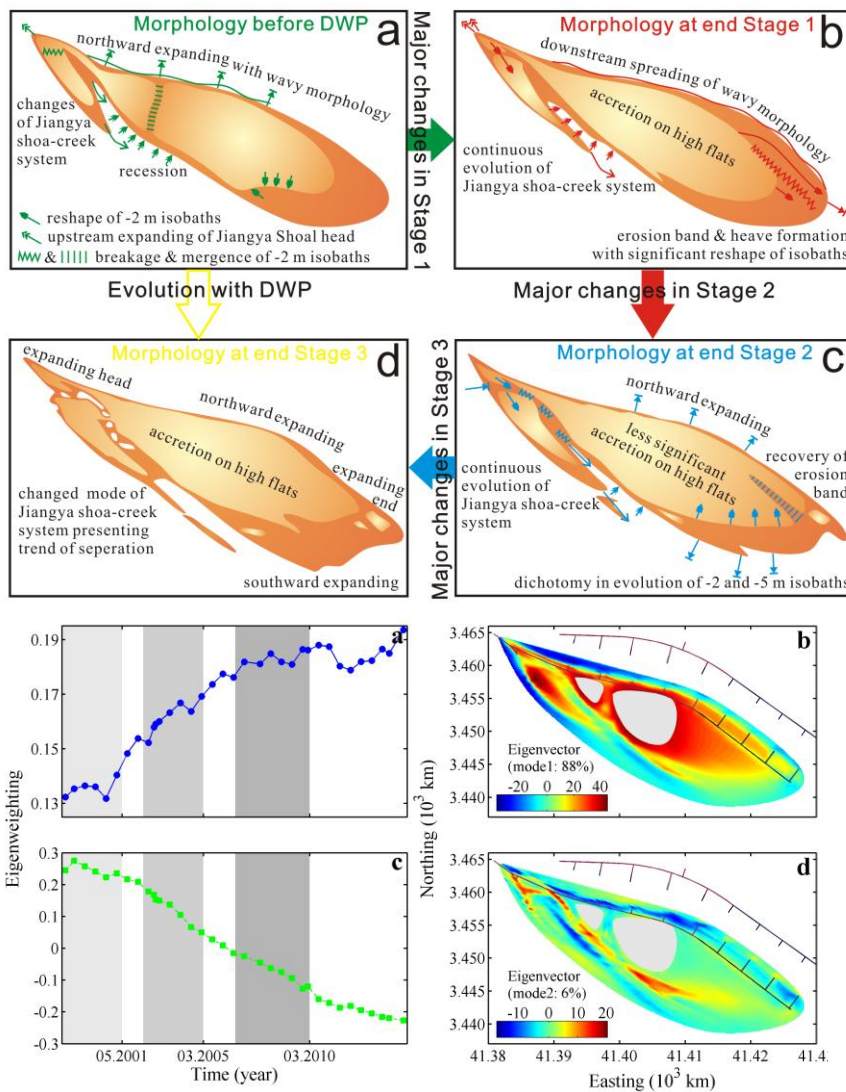 Morphology before DWP
a
northward expanding with wavy morphology
changes
of Jiangya
shoa-creek
system
recession
reshape of -2 m isobaths
upstream expanding of Jiangya Shoal head
& breakage & mergence of -2 m isobaths
Major changes in Stage 1
Morphology at end Stage 1
b
downstream spreading of wavy morphology
accretion on high flats
continuous
evolution of
Jiangya shoa-creek
system
erosion band & heave formation
with significant reshape of isobaths
Evolution with DWP
Major changes in Stage 2
Morphology at end Stage 3
d
expanding head
northward expanding
accretion on high flats
expanding
end
changed mode of
Jiangya shoa-creek
system presenting
trend of seperation
southward expanding
Major changes in Stage 3
Morphology at end Stage 2
c
northward expanding
less significant
accretion on high flats
recovery of
erosion
band
continuous
evolution of
Jiangya shoa-creek
system
dichotomy in evolution of -2 and -5 m isobaths
a
0.19
0.17
0.15
0.13
Eigenweighting
c
0.3
0.2
0.1
0
-0.1
-0.2
-0.3
05.2001 03.2005 03.2010
Time (year)
b
3.465
3.460
3.450
3.445
3.440
Eigenvector
(mode1: 88%)
-20 0 20 40
Northing (10³ km)
d
3.465
3.460
3.455
3.450
3.445
3.440
Eigenvector
(mode2: 6%)
-10 0 10 20
41.38 41.39 41.40 41.41 41.42
Easting (10³ km)